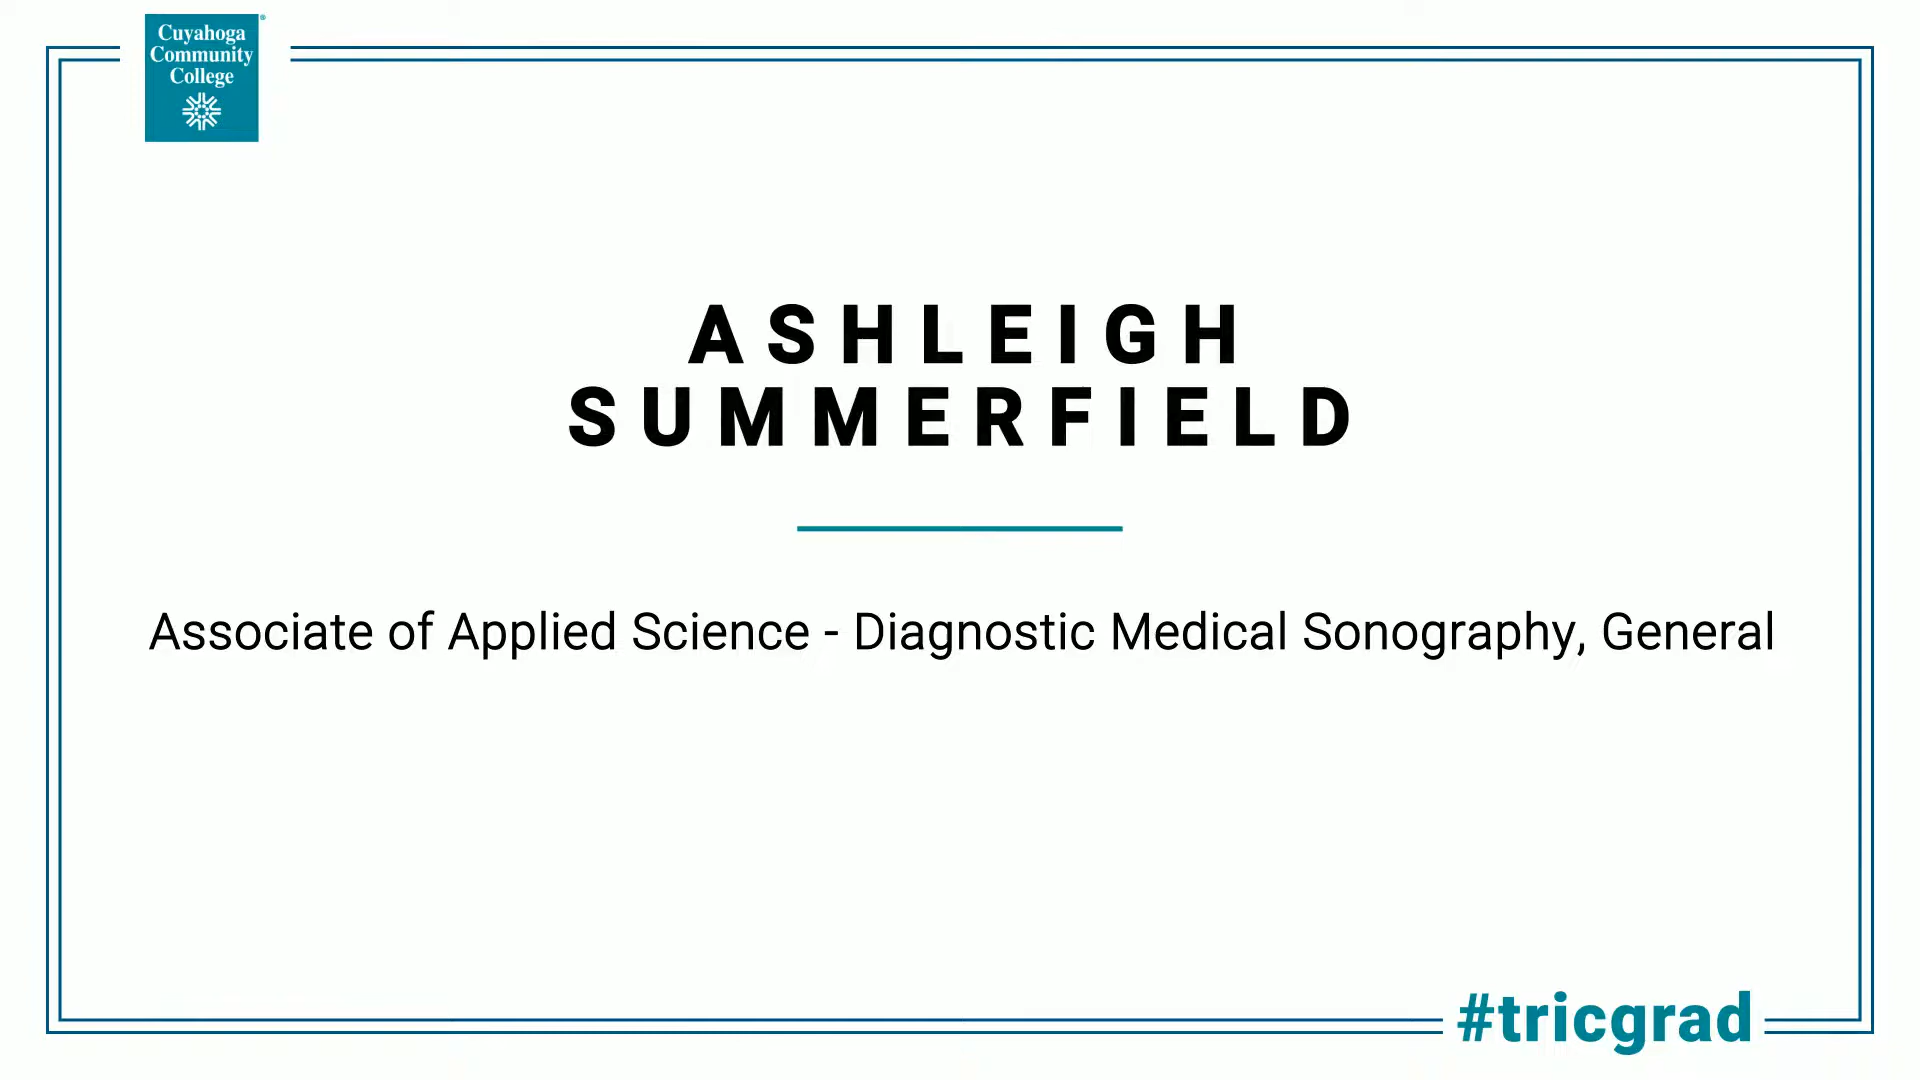 Cuyahoga
Community
College
ASHLEIGH
SUMMERFIELD
Associate of Applied Science - Diagnostic Medical Sonography, General
#tricgrad